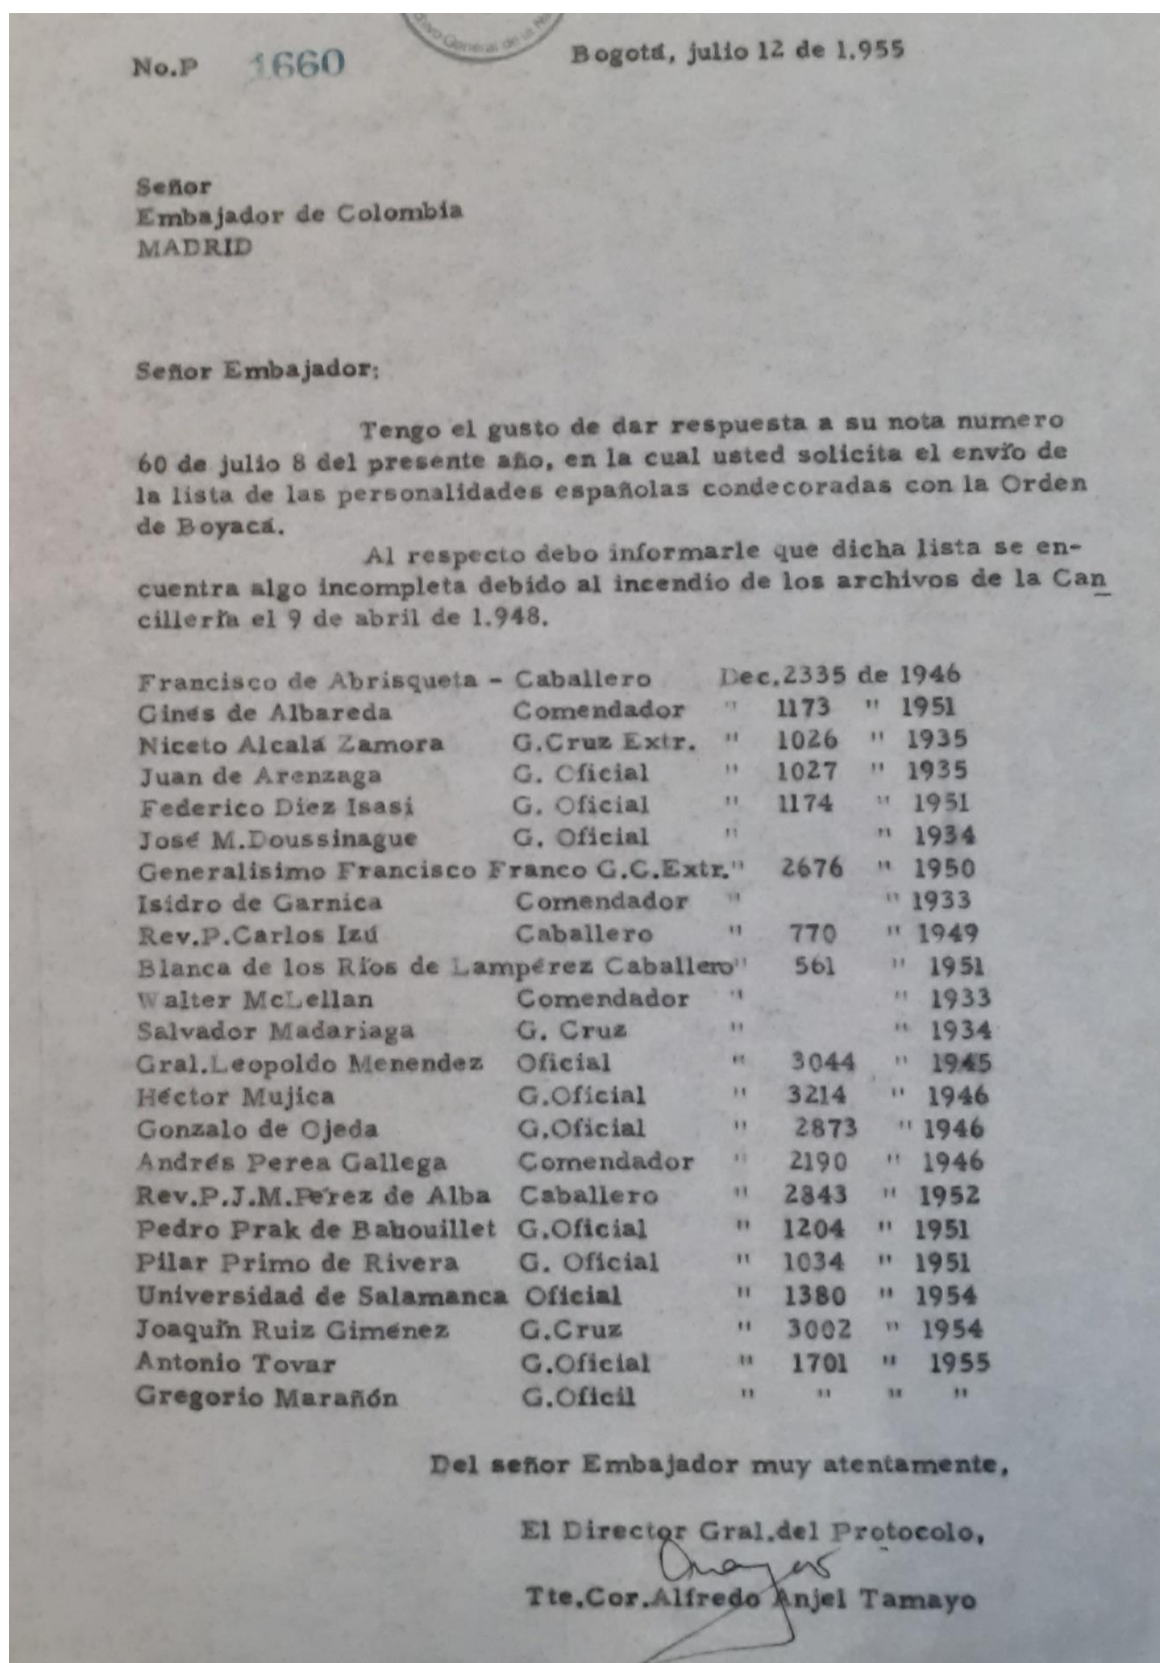 General de la
No.P 1660 Bogotá, julio 12 de 1.955
Señor
Embajador de Colombia
MADRID
Señor Embajador:
Tengo el gusto de dar respuesta a su nota numero
60 de julio 8 del presente año, en la cual usted solicita el envío de
la lista de las personalidades españolas condecoradas con la Orden
de Boyacá.
Al respecto debo informarle que dicha lista se en-
cuentra algo incompleta debido al incendio de los archivos de la Can
cillería el 9 de abril de 1.948.
Francisco de Abrisqueta - Caballero Dec.2335 de 1946
Ginés de Albareda Comendador " 1173 " 1951
Niceto Alcalá Zamora G.Cruz Extr. " 1026 " 1935
Juan de Arenzaga G. Oficial " 1027 " 1935
Federico Diez Isasi G. Oficial " 1174 " 1951
José M.Doussinague G. Oficial " " 1934
Generalisimo Francisco Franco G.C.Extr." 2676 " 1950
Isidro de Garnica Comendador " " 1933
Rev.P.Carlos Izú Caballero " 770 " 1949
Blanca de los Ríos de Lampérez Caballero" 561 " 1951
Walter McLellan Comendador " " 1933
Salvador Madariaga G. Cruz " " 1934
Gral.Leopoldo Menendez Oficial " 3044 " 1945
Héctor Mujica G.Oficial " 3214 " 1946
Gonzalo de Ojeda G.Oficial " 2873 " 1946
Andrés Perea Gallega Comendador " 2190 " 1946
Rev.P.J.M.Pérez de Alba Caballero " 2843 " 1952
Pedro Prak de Bahouillet G.Oficial " 1204 " 1951
Pilar Primo de Rivera G. Oficial " 1034 " 1951
Universidad de Salamanca Oficial " 1380 " 1954
Joaquín Ruiz Giménez G.Cruz " 3002 " 1954
Antonio Tovar G.Oficial " 1701 " 1955
Gregorio Marañón G.Oficil " " " "
Del señor Embajador muy atentamente,
El Director Gral.del Protocolo,
Tte.Cor.Alfredo Anjel Tamayo